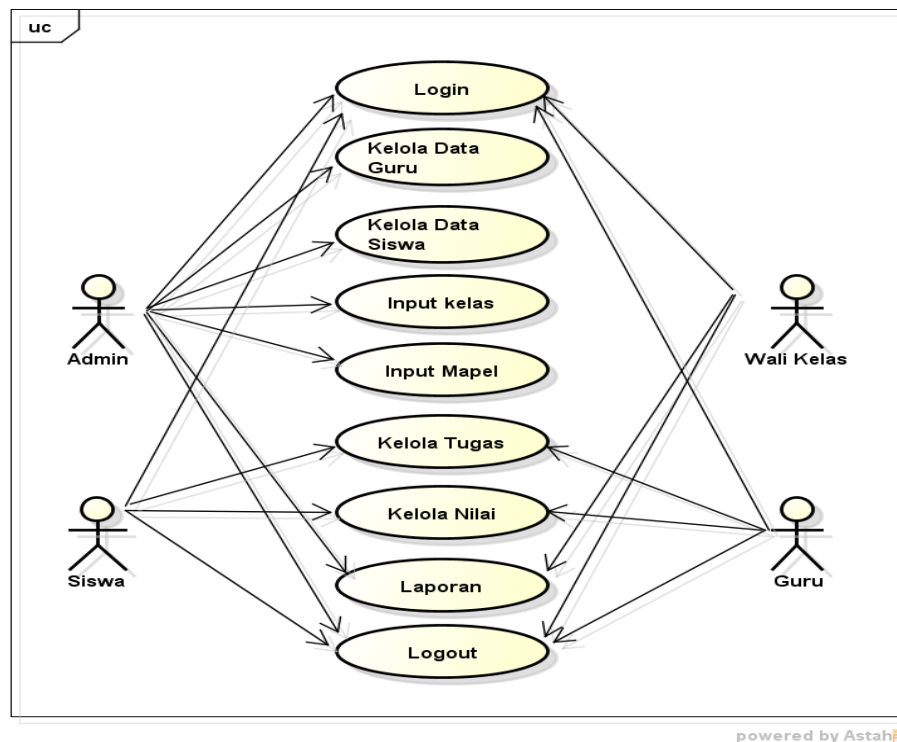 uc
Login
Kelola Data
Guru
Kelola Data
Siswa
Input kelas
Admin
Wali Kelas
Input Mapel
Kelola Tugas
Kelola Nilai
Siswa
Guru
Laporan
Logout
powered by Astah